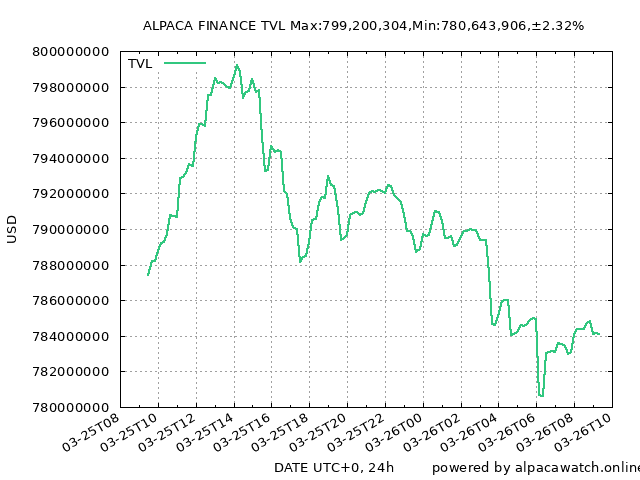 ALPACA FINANCE TVL Max:799,200,304,Min:780,643,906,±2.32%
TVL
800000000
798000000
796000000
794000000
792000000
790000000
788000000
786000000
784000000
782000000
780000000
USD
03-25T08
03-25T10
03-25T12
03-25T14
03-25T16
03-25T18
03-25T20
03-25T22
03-26T00
03-26T02
03-26T04
03-26T06
03-26T08
03-26T10
DATE UTC+0, 24h
powered by alpacawatch.online